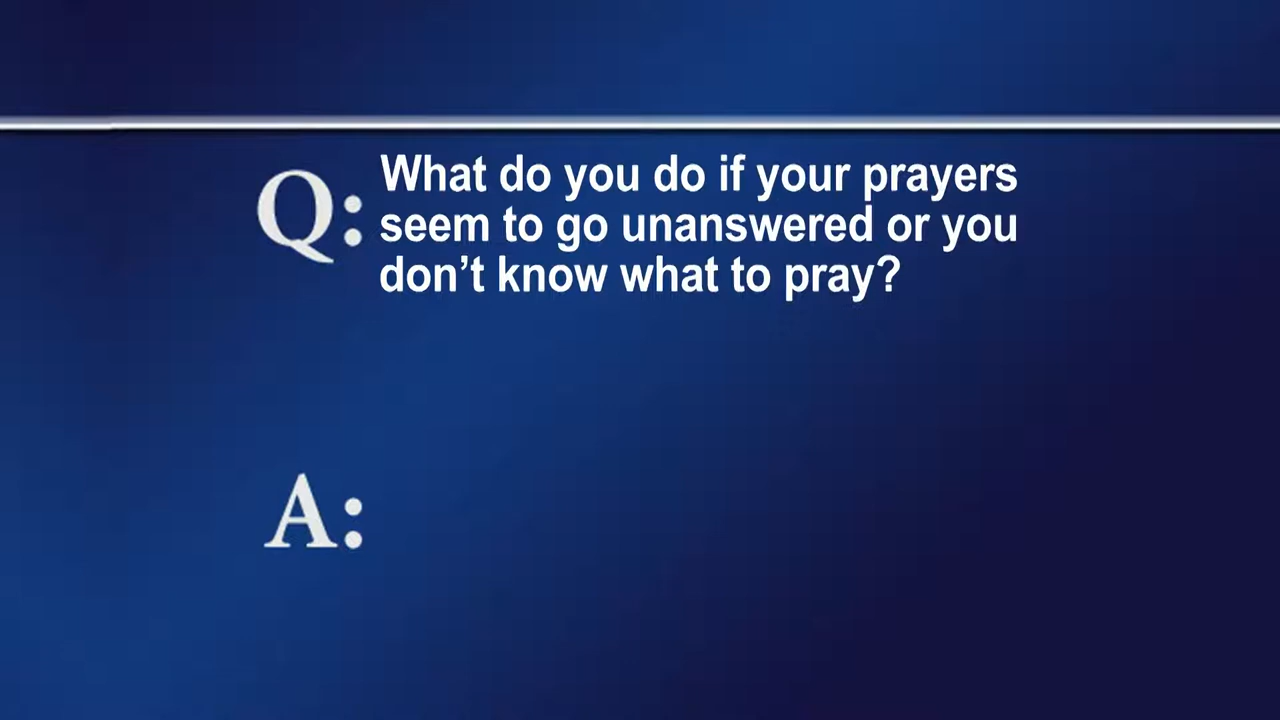 Q: What do you do if your prayers
seem to go unanswered or you
don’t know what to pray?
A: